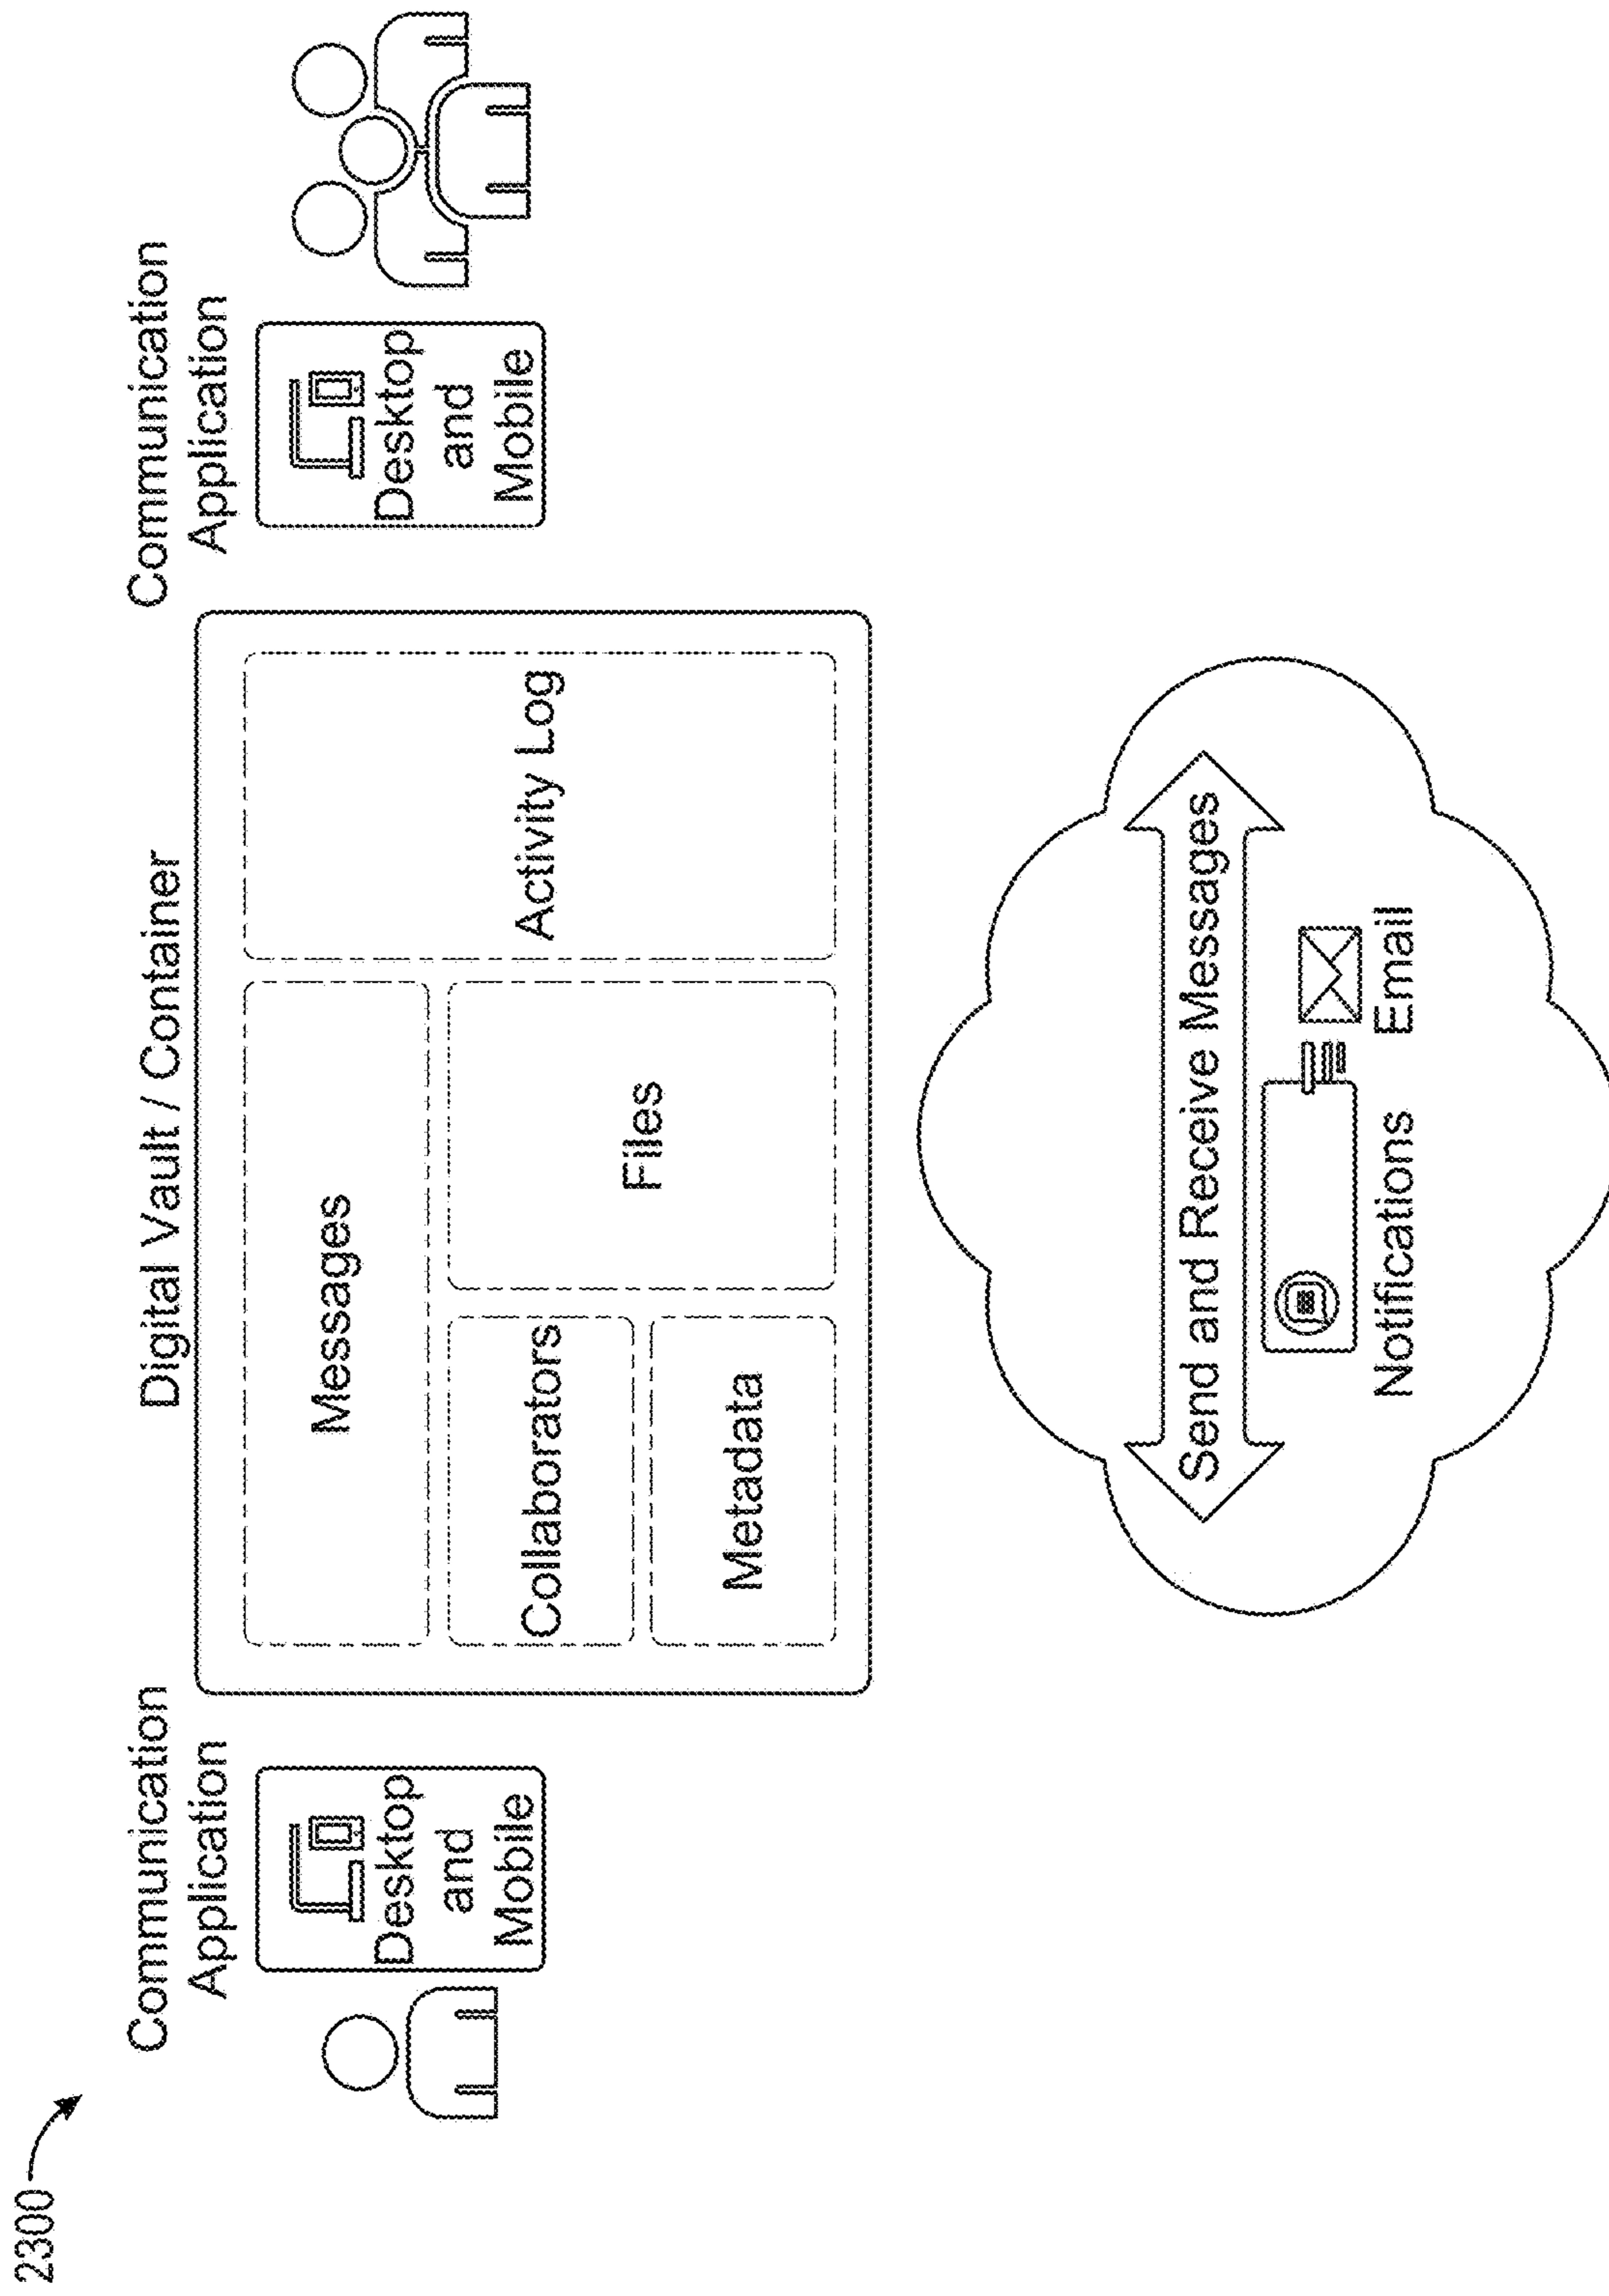 2300
Communication
Application
Desktop
and
Mobile
Digital Vault / Container
Messages
Collaborators
Metadata
Files
Activity Log
Communication
Application
Desktop
and
Mobile
Send and Receive Messages
Notifications
Email